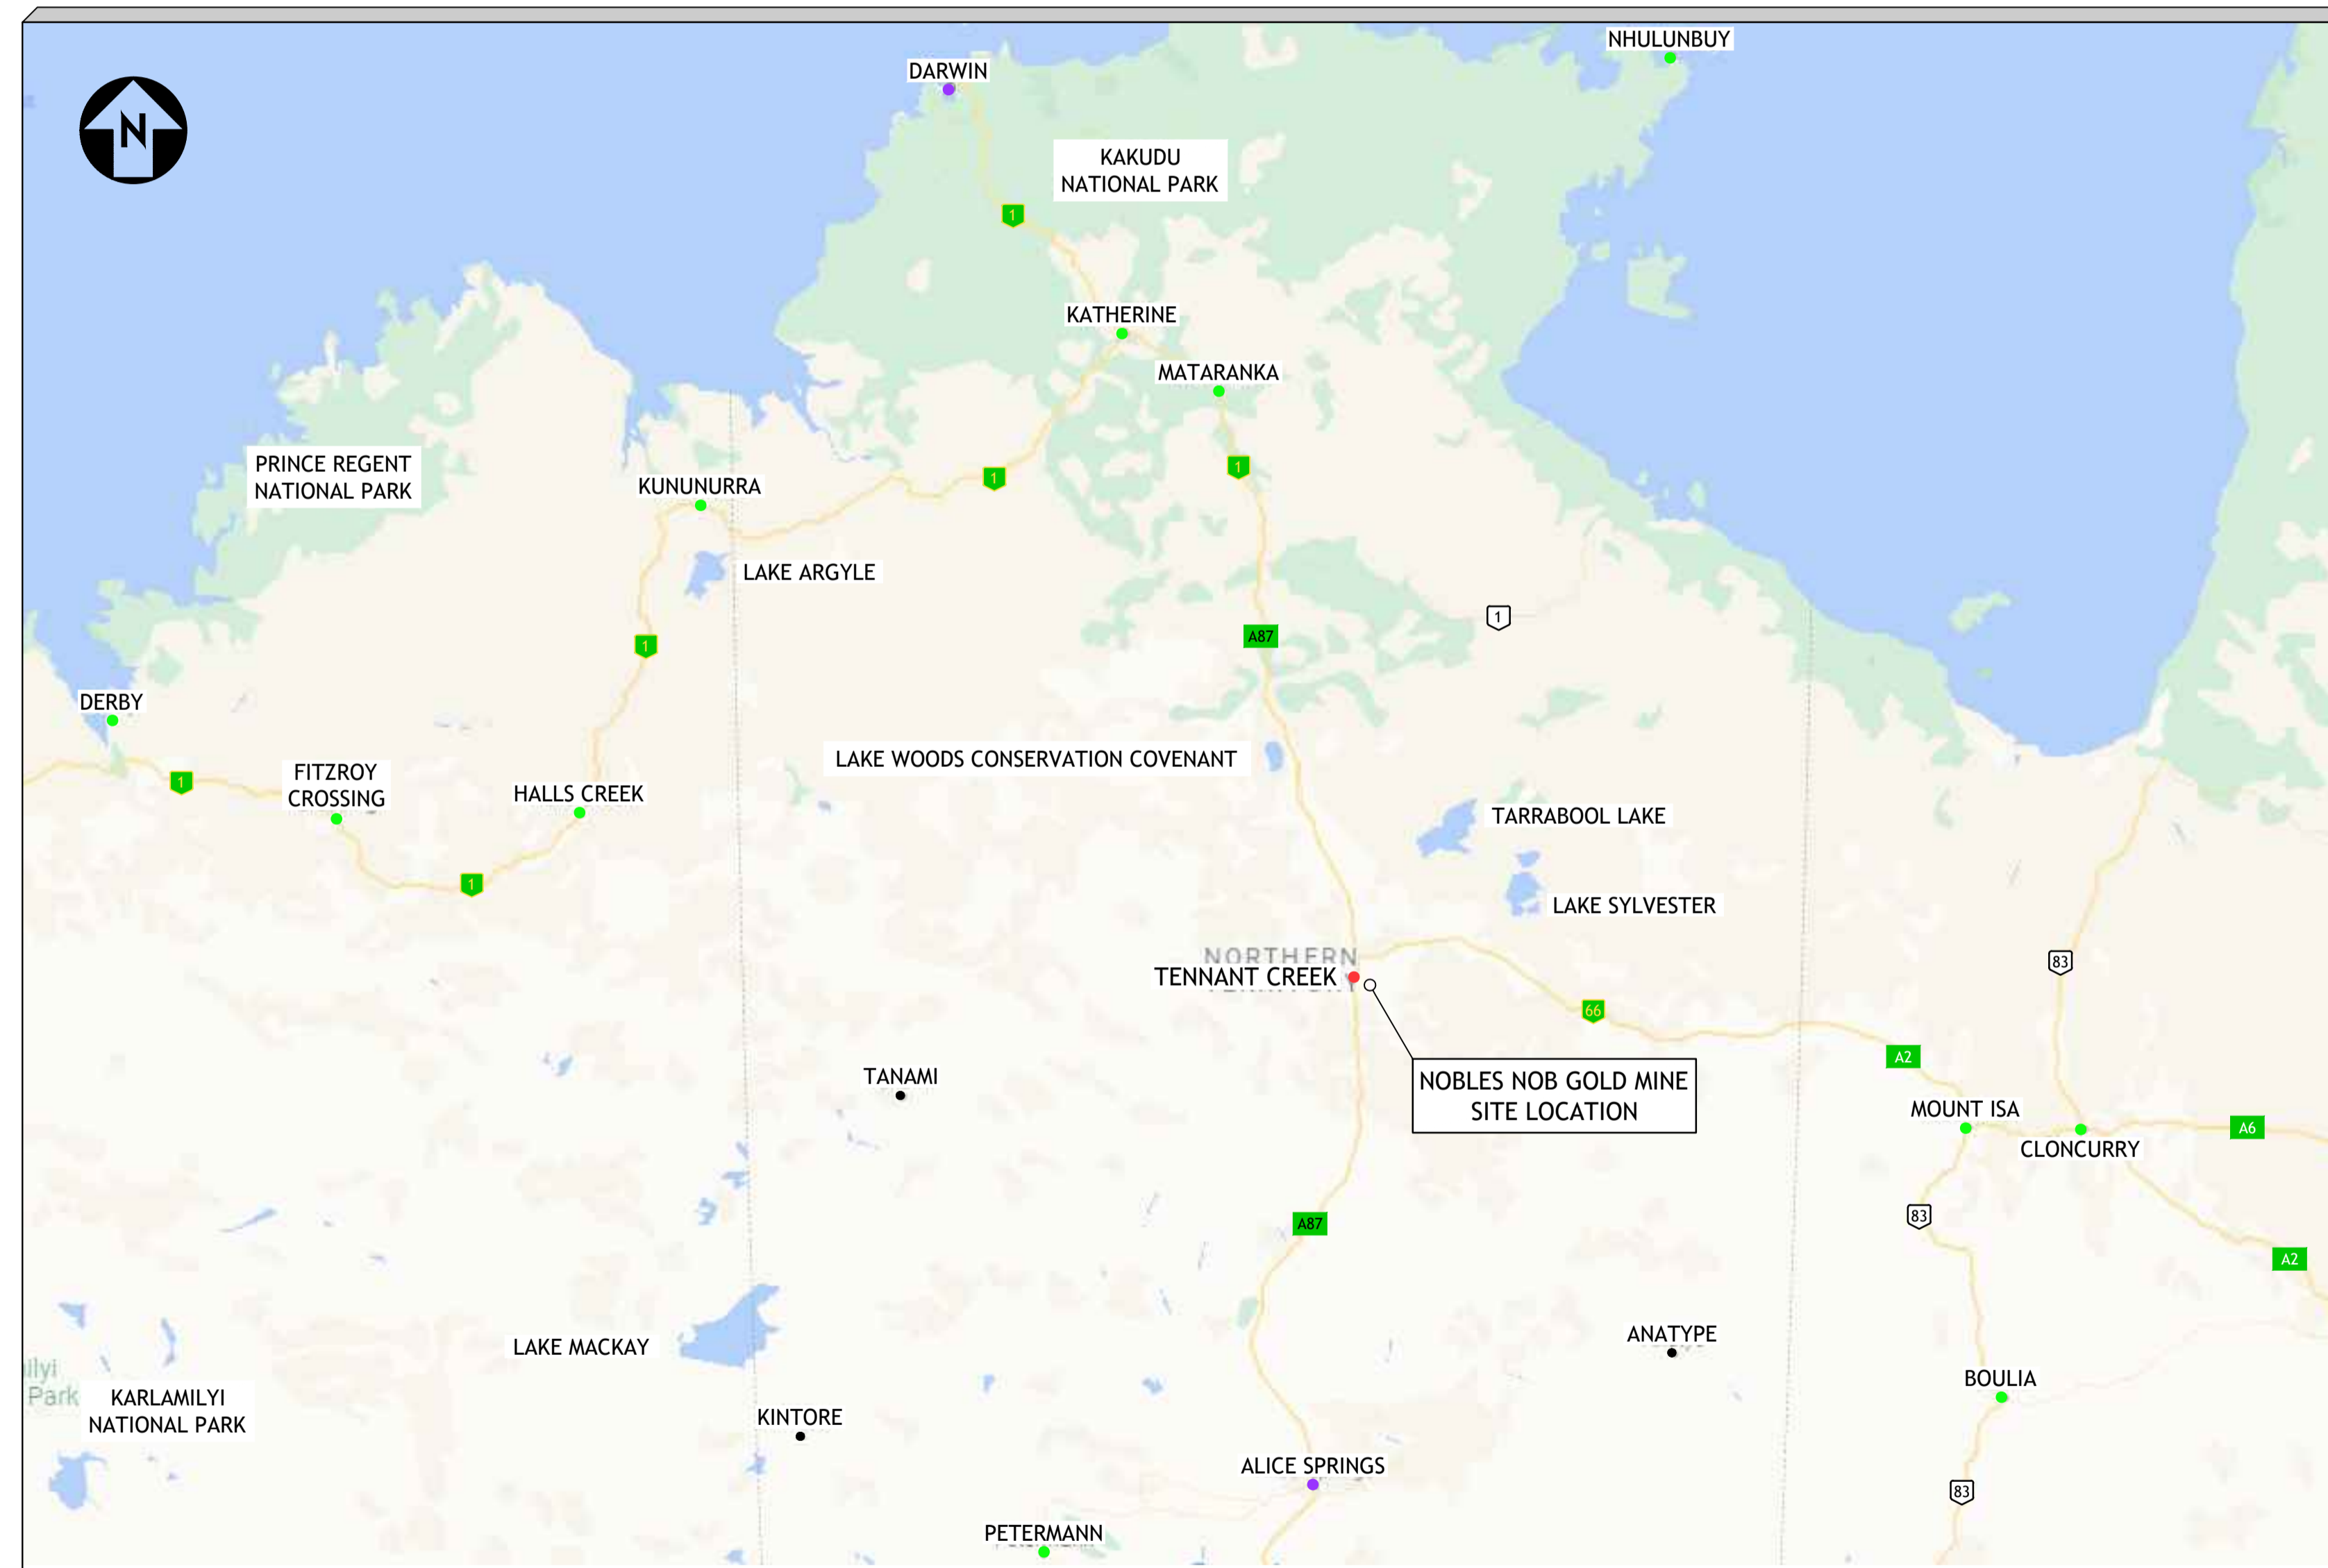 NHULUNBUY
DARWIN
N
KAKUDU
NATIONAL PARK
1
KATHERINE
MATARANKA
PRINCE REGENT
NATIONAL PARK
1
1
KUNUNURRA
LAKE ARGYLE
1
A87
1
DERBY
LAKE WOODS CONSERVATION COVENANT
FITZROY
CROSSING
1
HALLS CREEK
TARRABOOL LAKE
1
LAKE SYLVESTER
NORTHERN
TENNANT CREEK
83
66
A2
TANAMI
NOBLES NOB GOLD MINE
SITE LOCATION
MOUNT ISA
A6
CLONCURRY
83
A87
A2
ANATYPE
LAKE MACKAY
ilyi
Park
KARLAMILYI
NATIONAL PARK
BOULIA
KINTORE
ALICE SPRINGS
83
PETERMANN